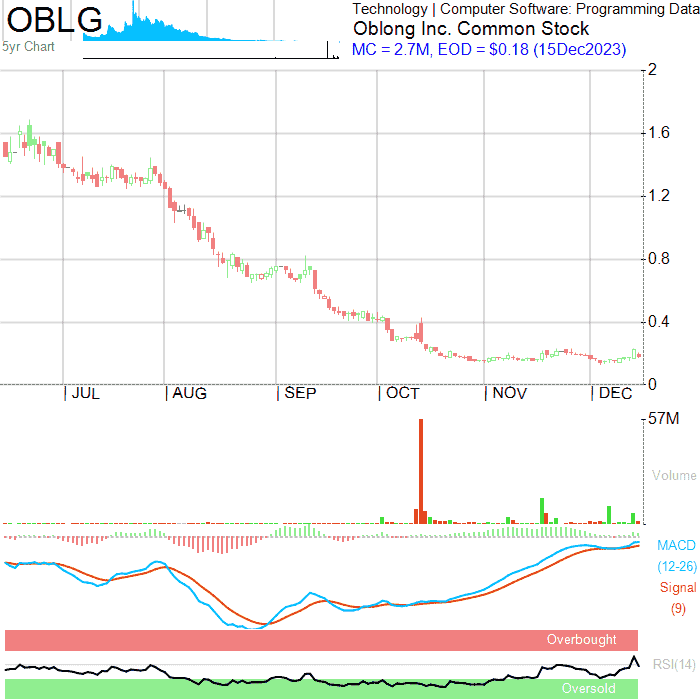 OBLG
5yr Chart
Technology | Computer Software: Programming Data
Oblong Inc. Common Stock
MC = 2.7M, EOD = $0.18 (15Dec2023)
2
1.6
1.2
0.8
0.4
0
| JUL | AUG | SEP | OCT | NOV | DEC
57M
Volume
MACD
(12-26)
Signal
(9)
Overbought
RSI(14)
Oversold